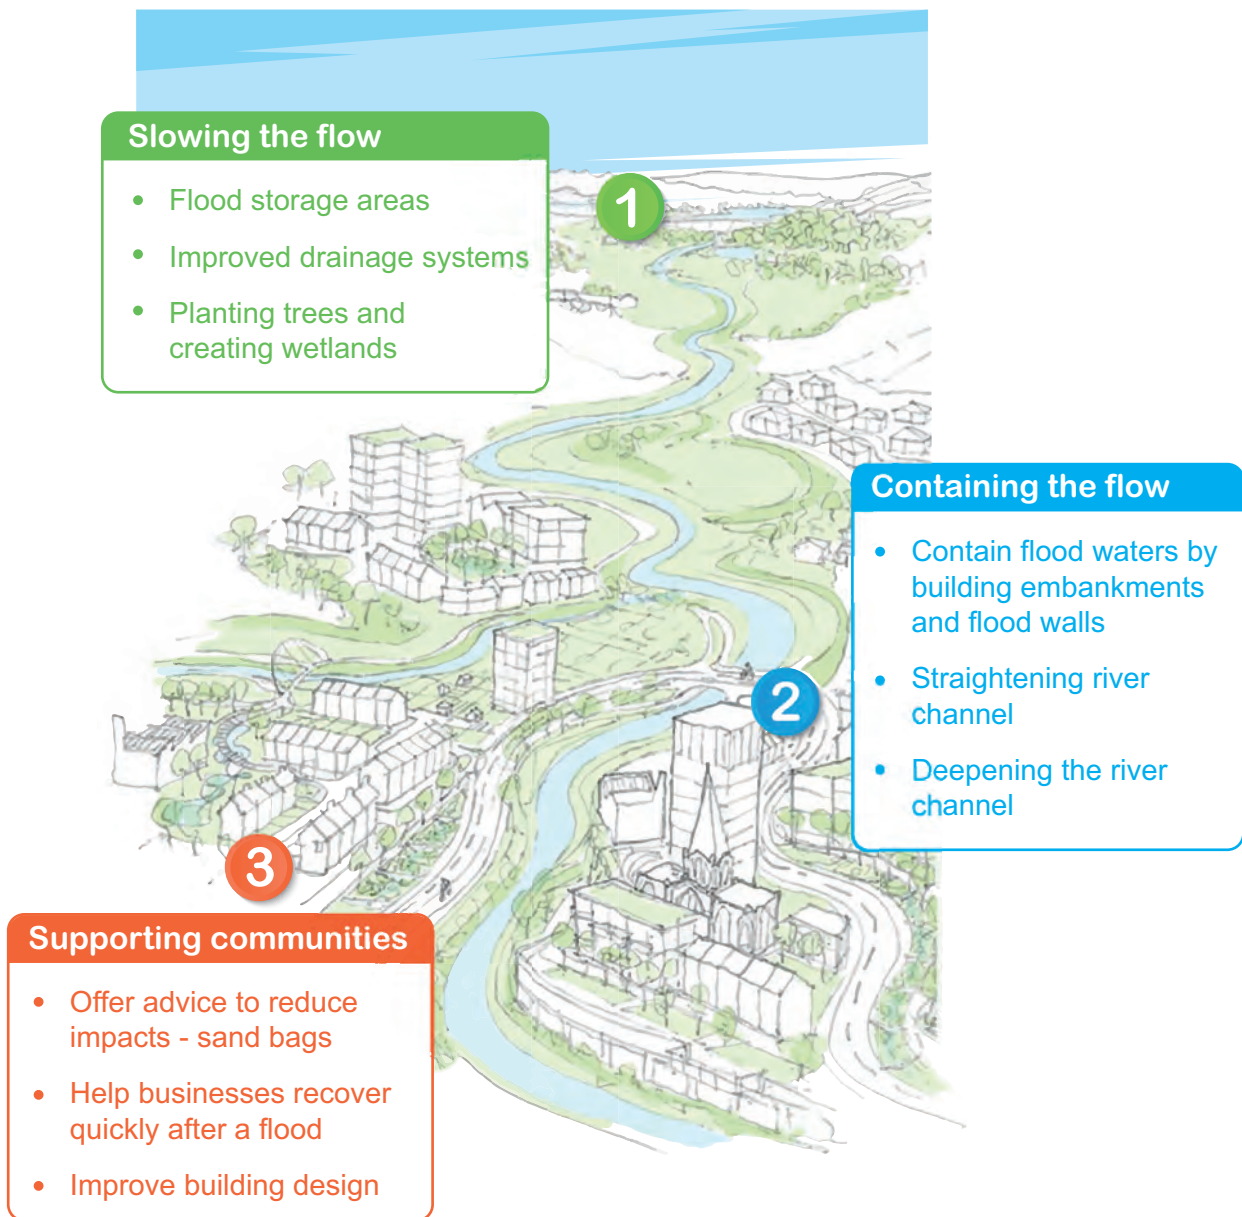 Slowing the flow
• Flood storage areas
• Improved drainage systems
• Planting trees and
creating wetlands
1
Containing the flow
• Contain flood waters by
building embankments
and flood walls
• Straightening river
channel
• Deepening the river
channel
2
3
Supporting communities
• Offer advice to reduce
impacts - sand bags
• Help businesses recover
quickly after a flood
• Improve building design